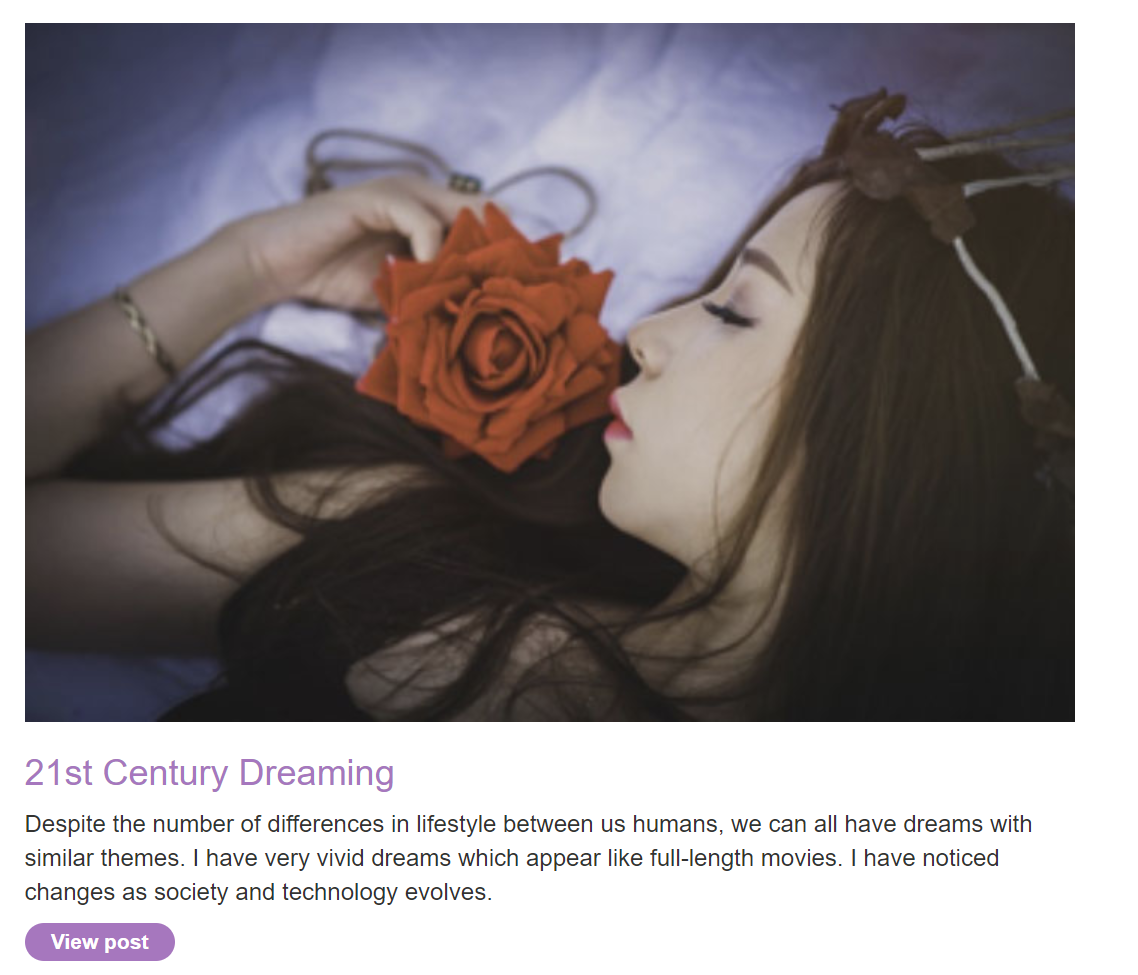 21st Century Dreaming
Despite the number of differences in lifestyle between us humans, we can all have dreams with
similar themes. I have very vivid dreams which appear like full-length movies. I have noticed
changes as society and technology evolves.
View post